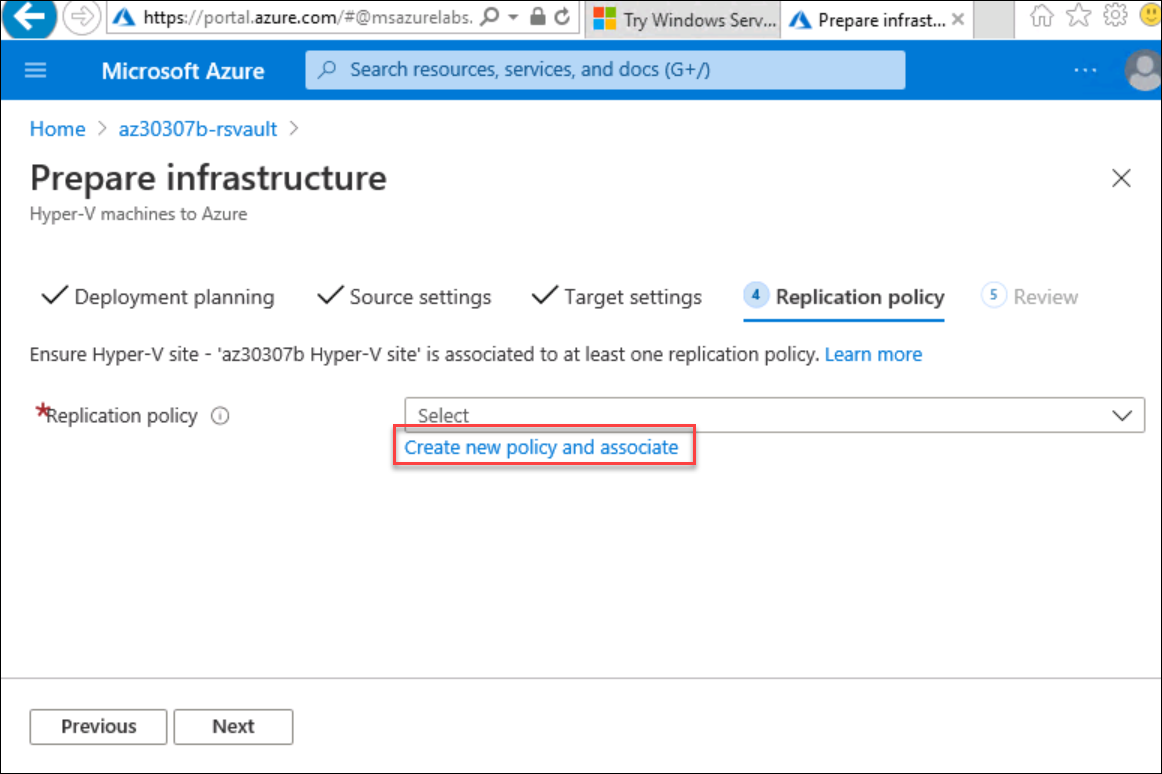 https://portal.azure.com/#@msazurelabs.
Try Windows Serv...
Prepare infrast...
Microsoft Azure
Search resources, services, and docs (G+/)
...
Home > az30307b-rsvault >
Prepare infrastructure
Hyper-V machines to Azure
Deployment planning
Source settings
Target settings
4 Replication policy
5 Review
Ensure Hyper-V site - 'az30307b Hyper-V site' is associated to at least one replication policy. Learn more
*Replication policy
Select
Create new policy and associate
Previous
Next